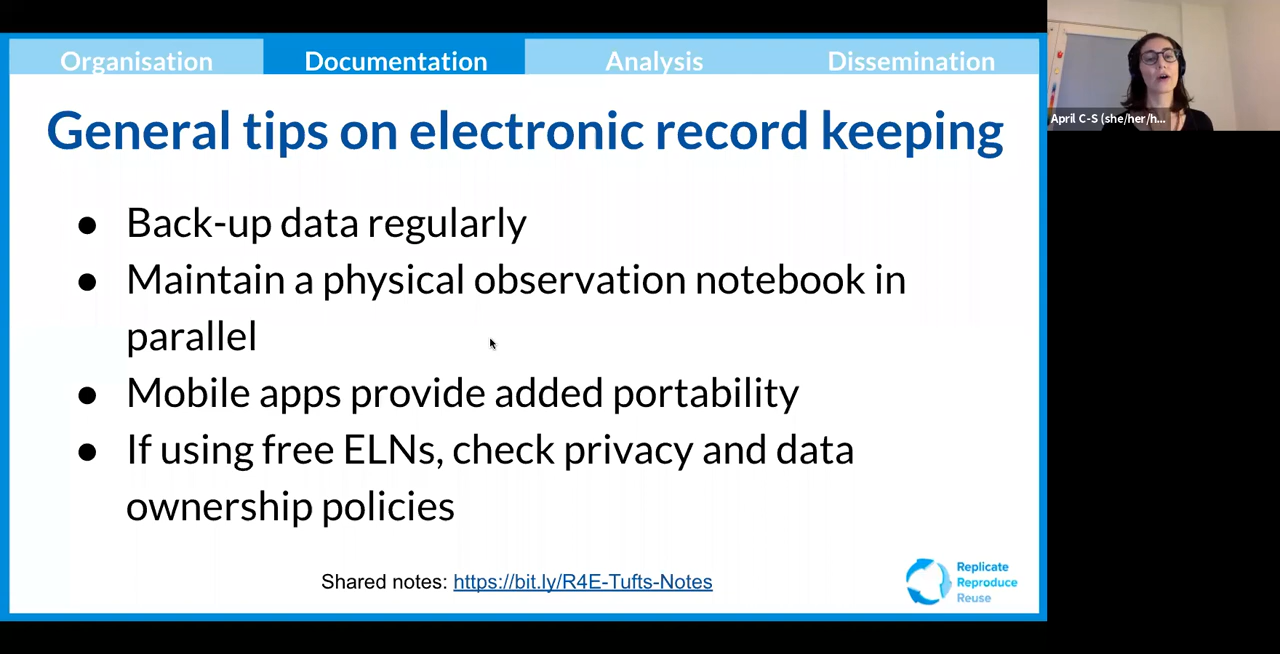 Organisation Documentation Analysis Dissemination
General tips on electronic record keeping
● Back-up data regularly
● Maintain a physical observation notebook in
parallel
● Mobile apps provide added portability
● If using free ELNs, check privacy and data
ownership policies
Shared notes: https://bit.ly/R4E-Tufts-Notes
Replicate
Reproduce
Reuse
April C-S (she/her/h...